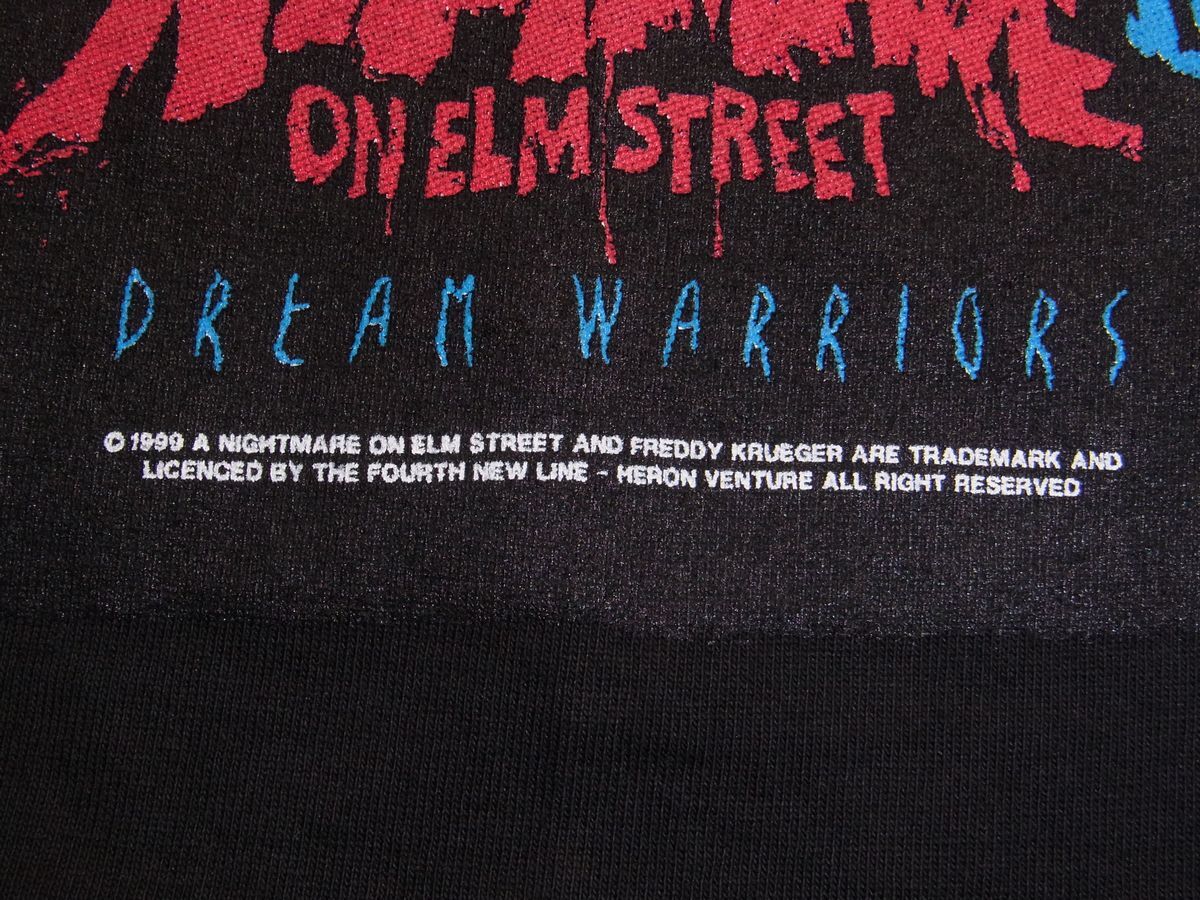 ON ELM STREET
DREAM WARRIORS
© 1999 A NIGHTMARE ON ELM STREET AND FREDDY KRUEGER ARE TRADEMARK AND
LICENCED BY THE FOURTH NEW LINE - HERON VENTURE ALL RIGHT RESERVED